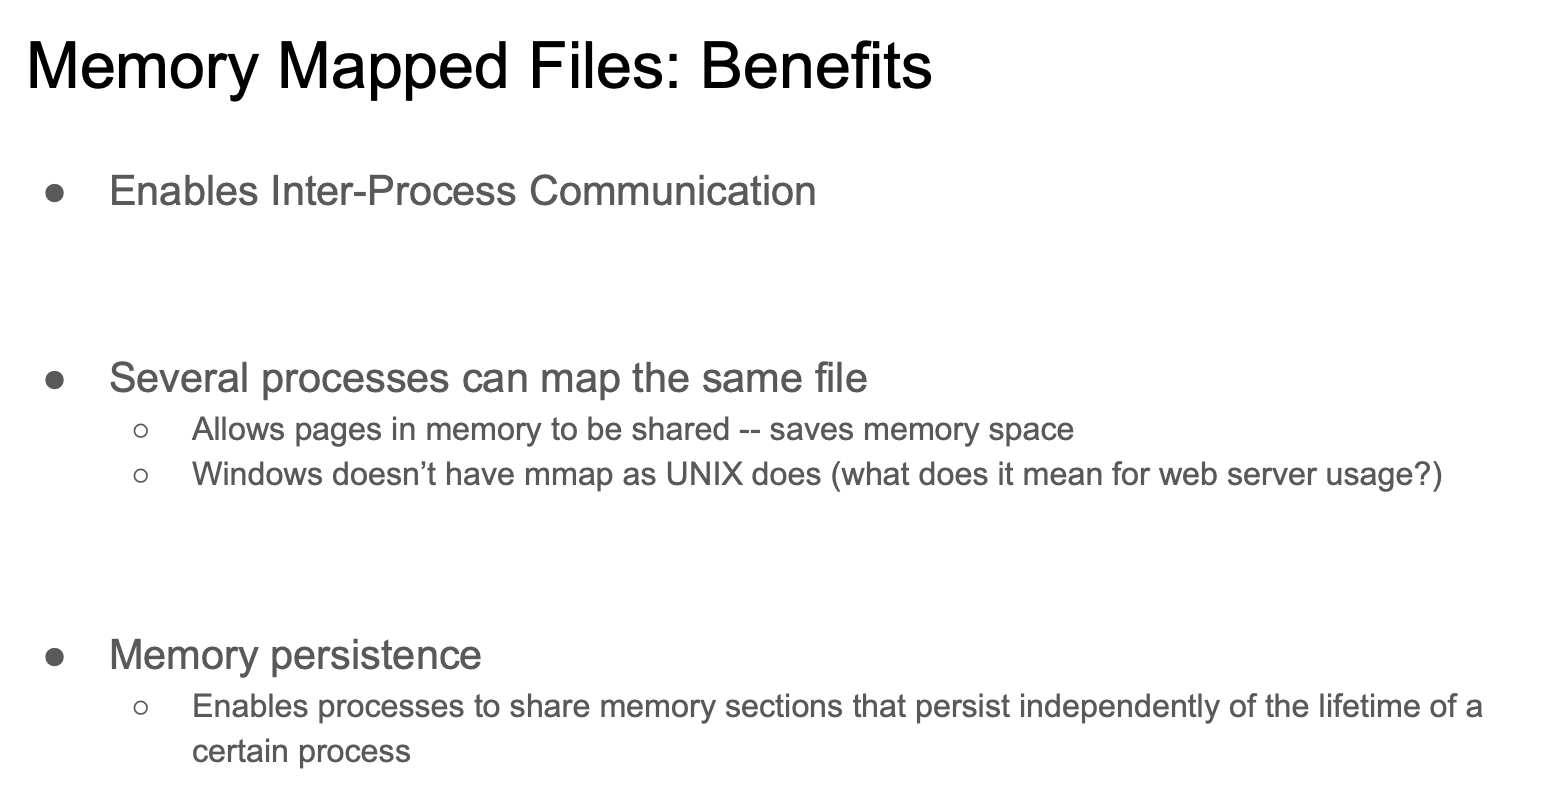 Memory Mapped Files: Benefits
● Enables Inter-Process Communication
● Several processes can map the same file
○ Allows pages in memory to be shared -- saves memory space
○ Windows doesn’t have mmap as UNIX does (what does it mean for web server usage?)
● Memory persistence
○ Enables processes to share memory sections that persist independently of the lifetime of a
certain process